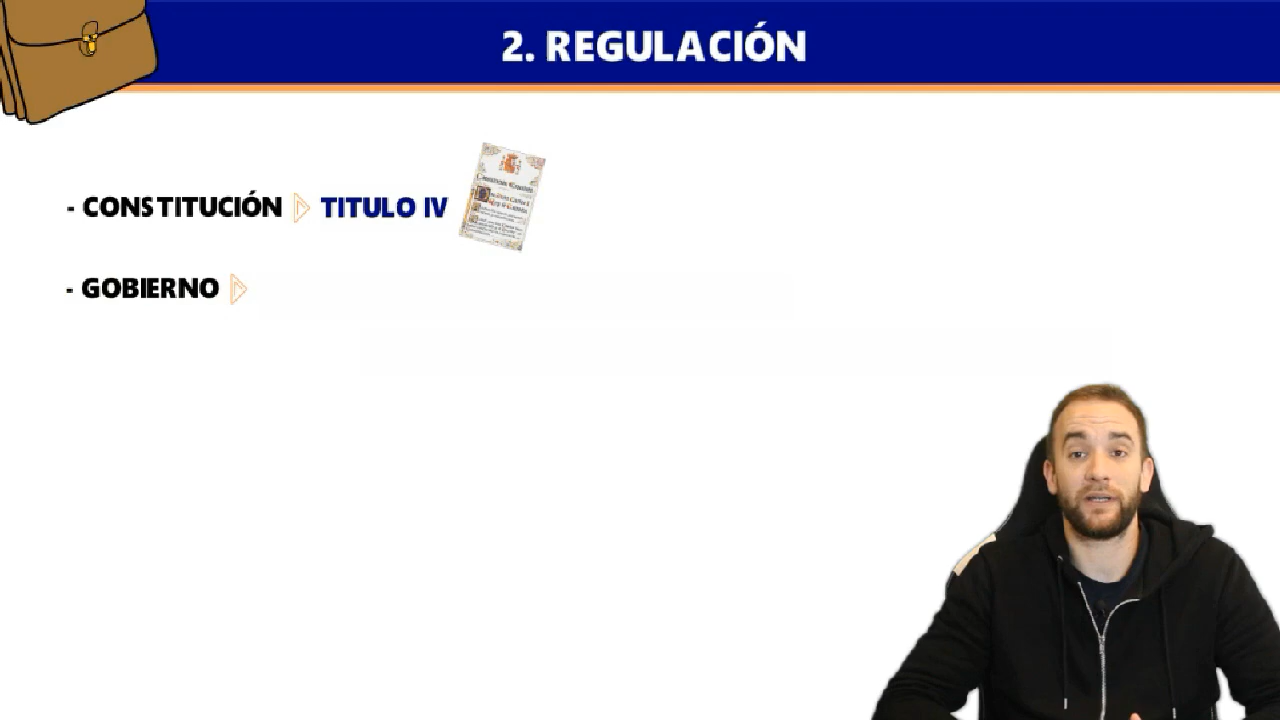 2. REGULACIÓN
- CONSTITUCIÓN TITULO IV
- GOBIERNO